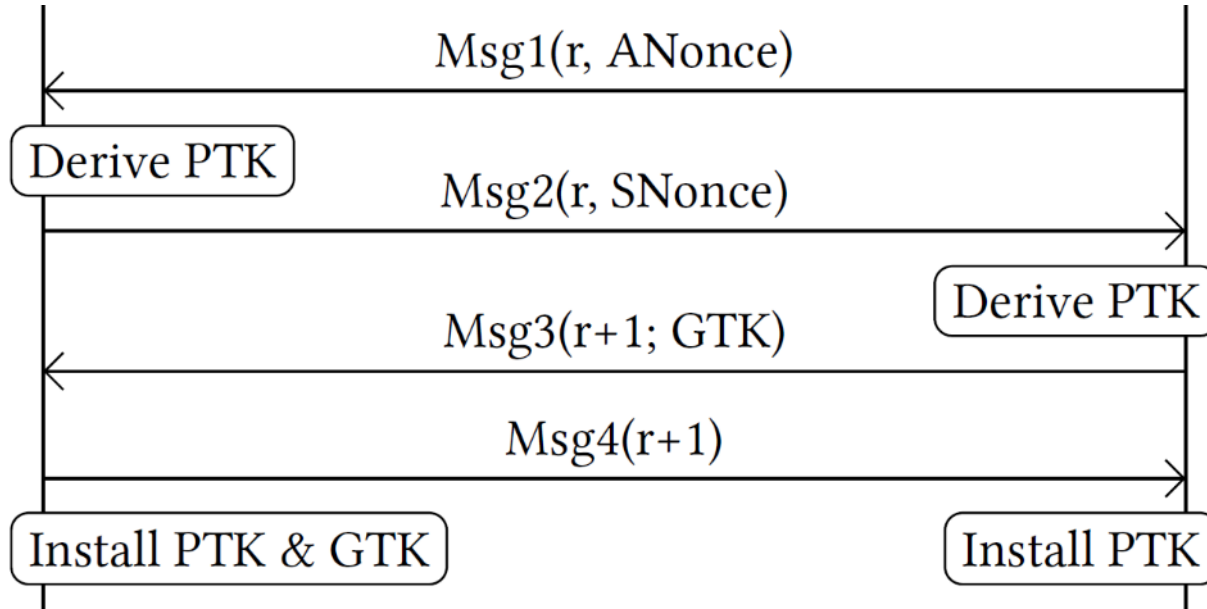 Msg1(r, ANonce)
Derive PTK
Msg2(r, SNonce)
Derive PTK
Msg3(r+1; GTK)
Msg4(r+1)
Install PTK & GTK
Install PTK